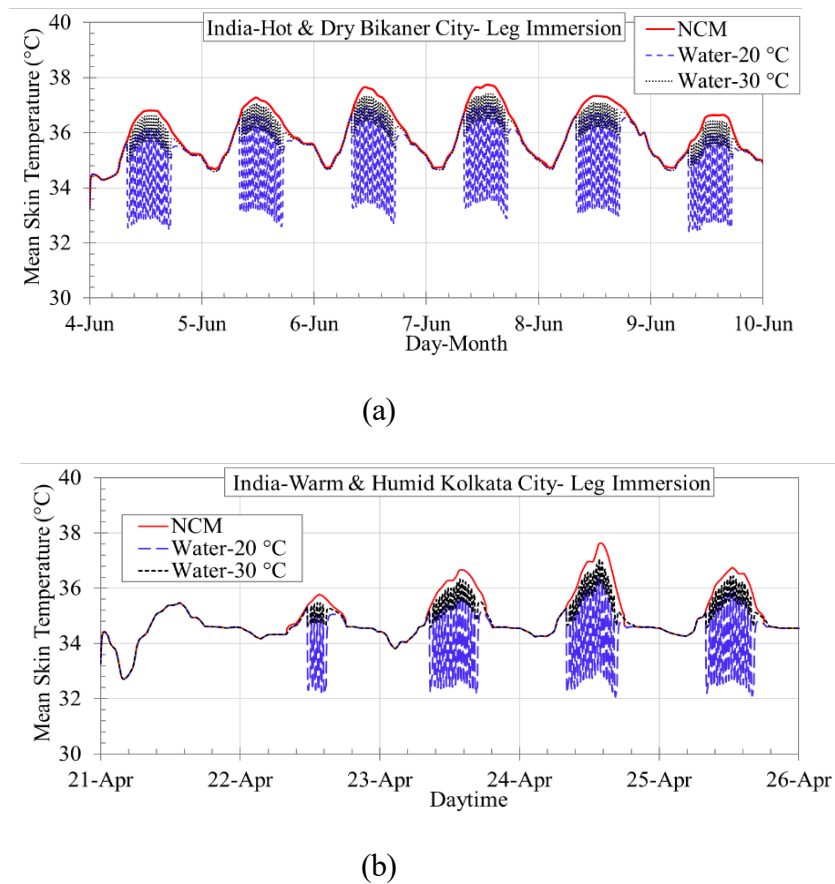 India-Hot & Dry Bikaner City- Leg Immersion
NCM
Water-20 °C
Water-30 °C
Mean Skin Temperature (°C)
40
38
36
34
32
30
4-Jun
5-Jun
6-Jun
7-Jun
8-Jun
9-Jun
10-Jun
Day-Month
(a)
India-Warm & Humid Kolkata City- Leg Immersion
NCM
Water-20 °C
Water-30 °C
Mean Skin Temperature (°C)
40
38
36
34
32
30
21-Apr
22-Apr
23-Apr
24-Apr
25-Apr
26-Apr
Daytime
(b)